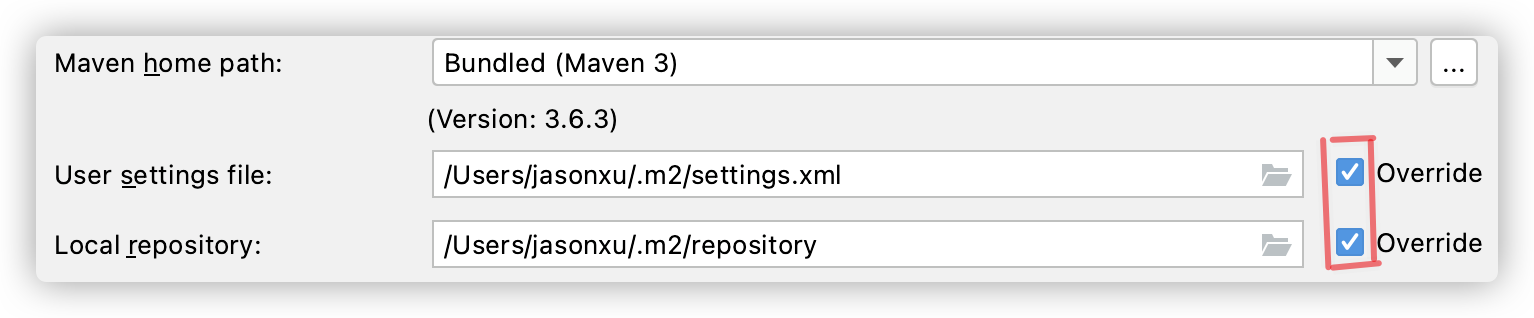 Maven home path: Bundled (Maven 3) ...
(Version: 3.6.3)
User settings file: /Users/jasonxu/.m2/settings.xml Override
Local repository: /Users/jasonxu/.m2/repository Override